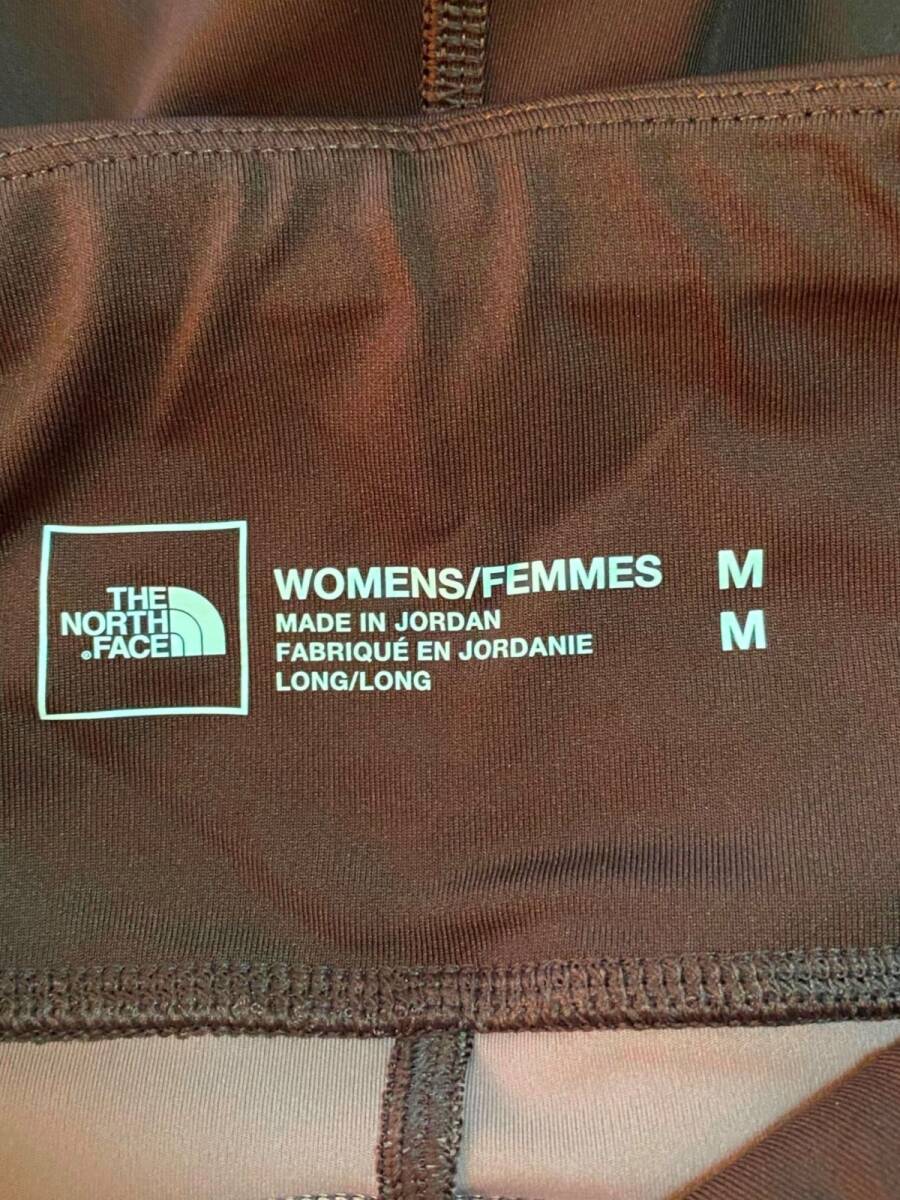 THE
NORTH
®FACE
WOMENS/FEMMES M
MADE IN JORDAN M
FABRIQUÉ EN JORDANIE
LONG/LONG